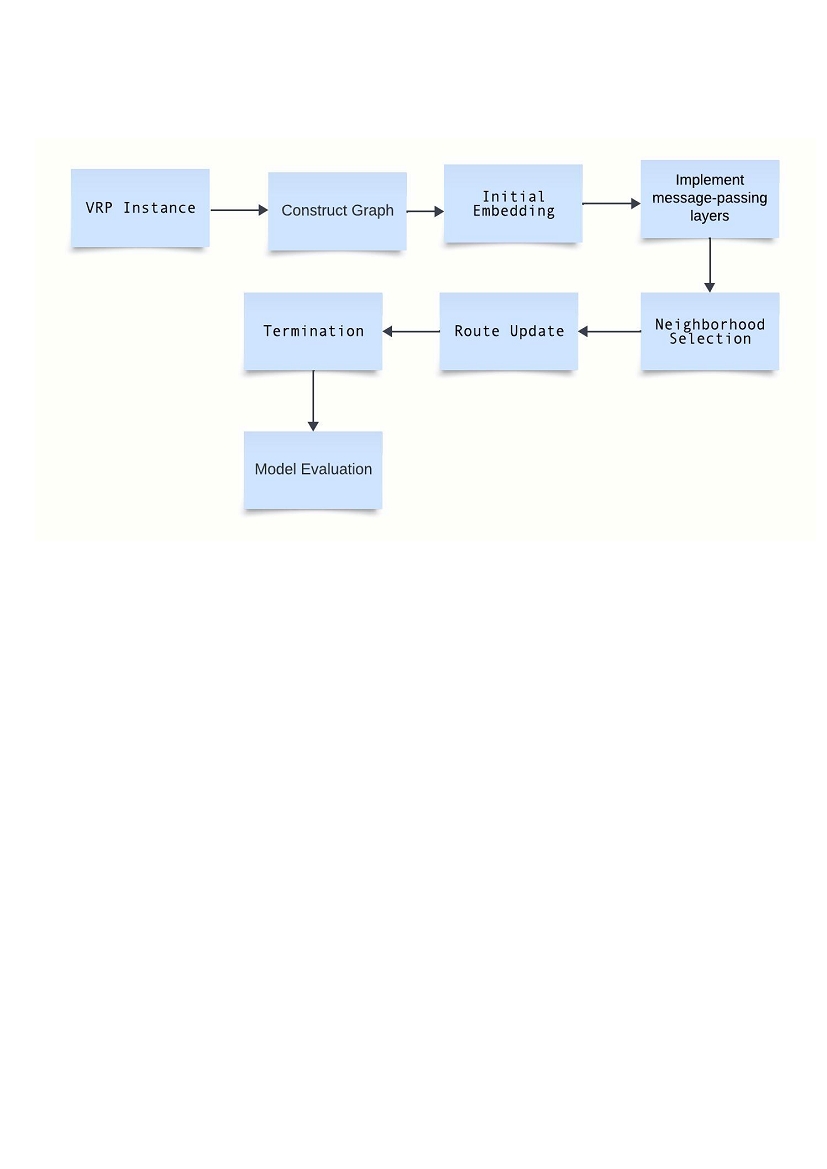 VRP Instance
Construct Graph
Initial
Embedding
Implement
message-passing
layers
Termination
Route Update
Neighborhood
Selection
Model Evaluation